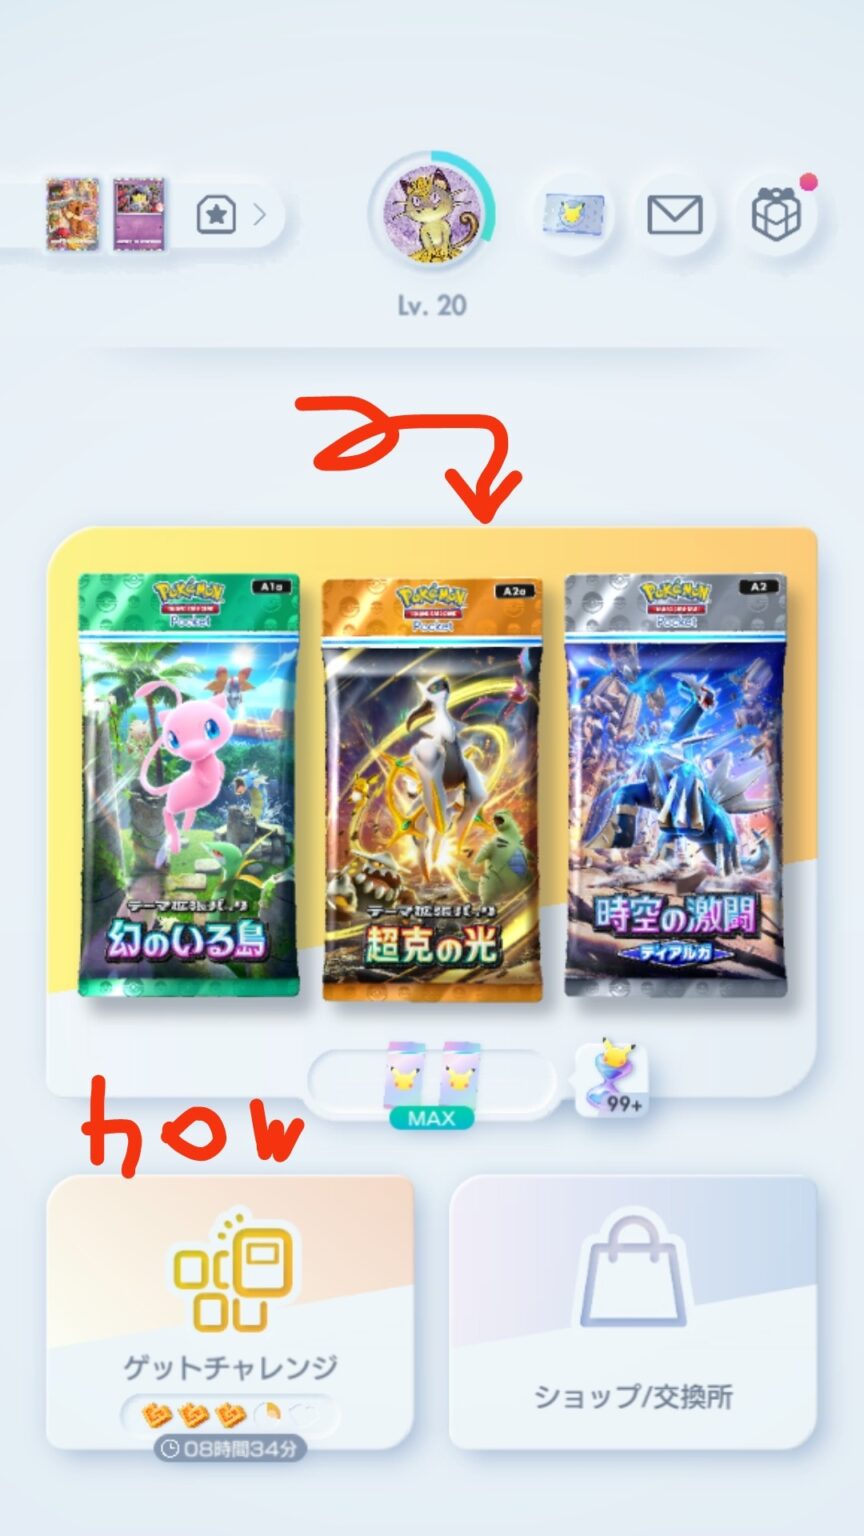 Lv. 20
Pokémon
TRADING CARD GAME
Pocket
A1a
テーマ拡張パック
幻のいる島
Pokémon
TRADING CARD GAME
Pocket
A2a
テーマ拡張パック
超克の光
Pokémon
TRADING CARD GAME
Pocket
A2
時空の激闘
ディアルガ
99+
MAX
how
ゲットチャレンジ
08時間34分
ショップ/交換所